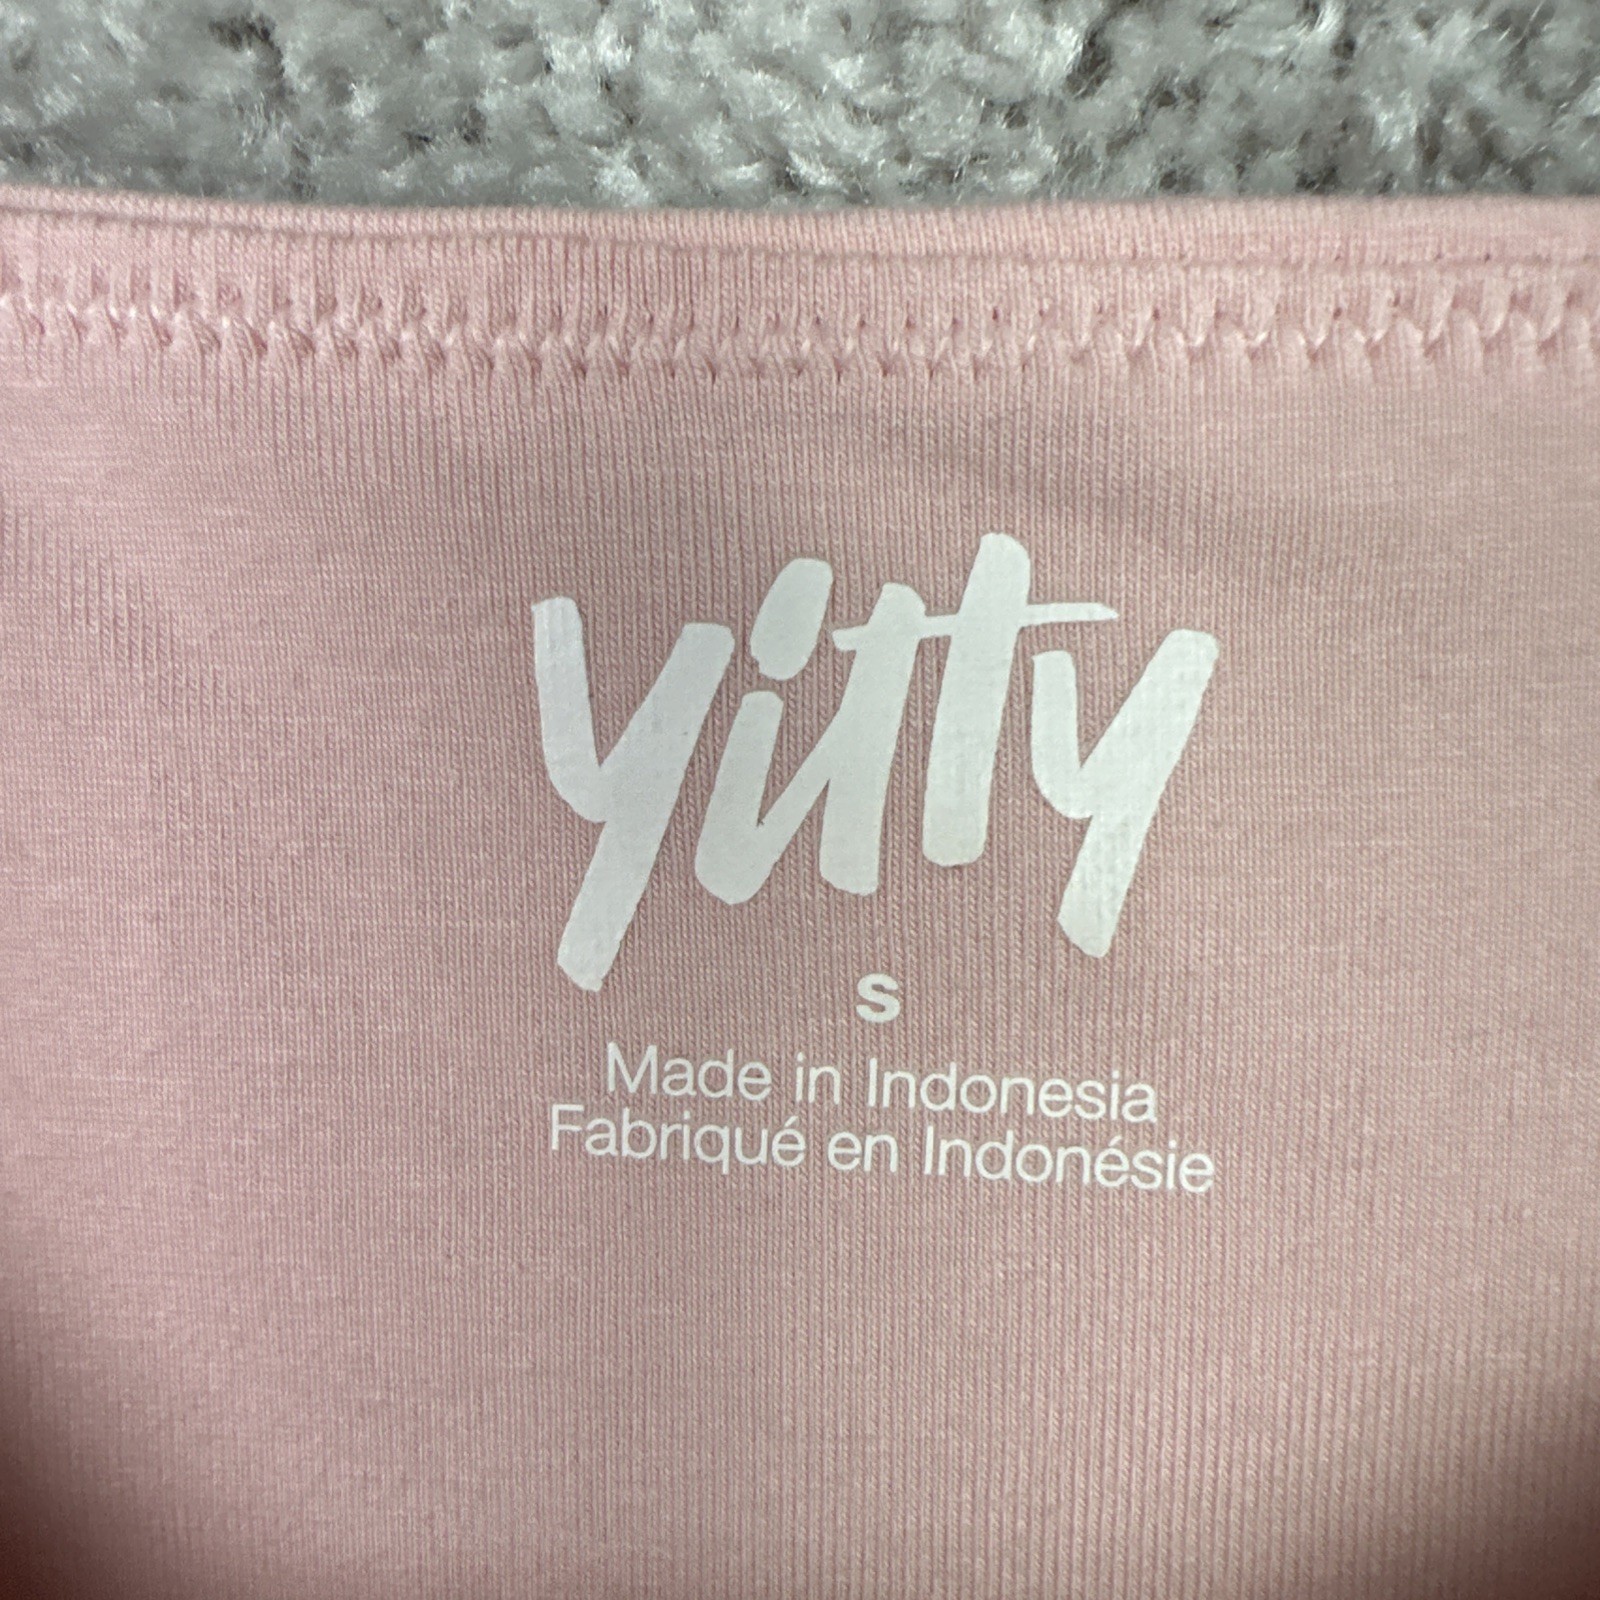 yitty
S
Made in Indonesia
Fabriqué en Indonésie